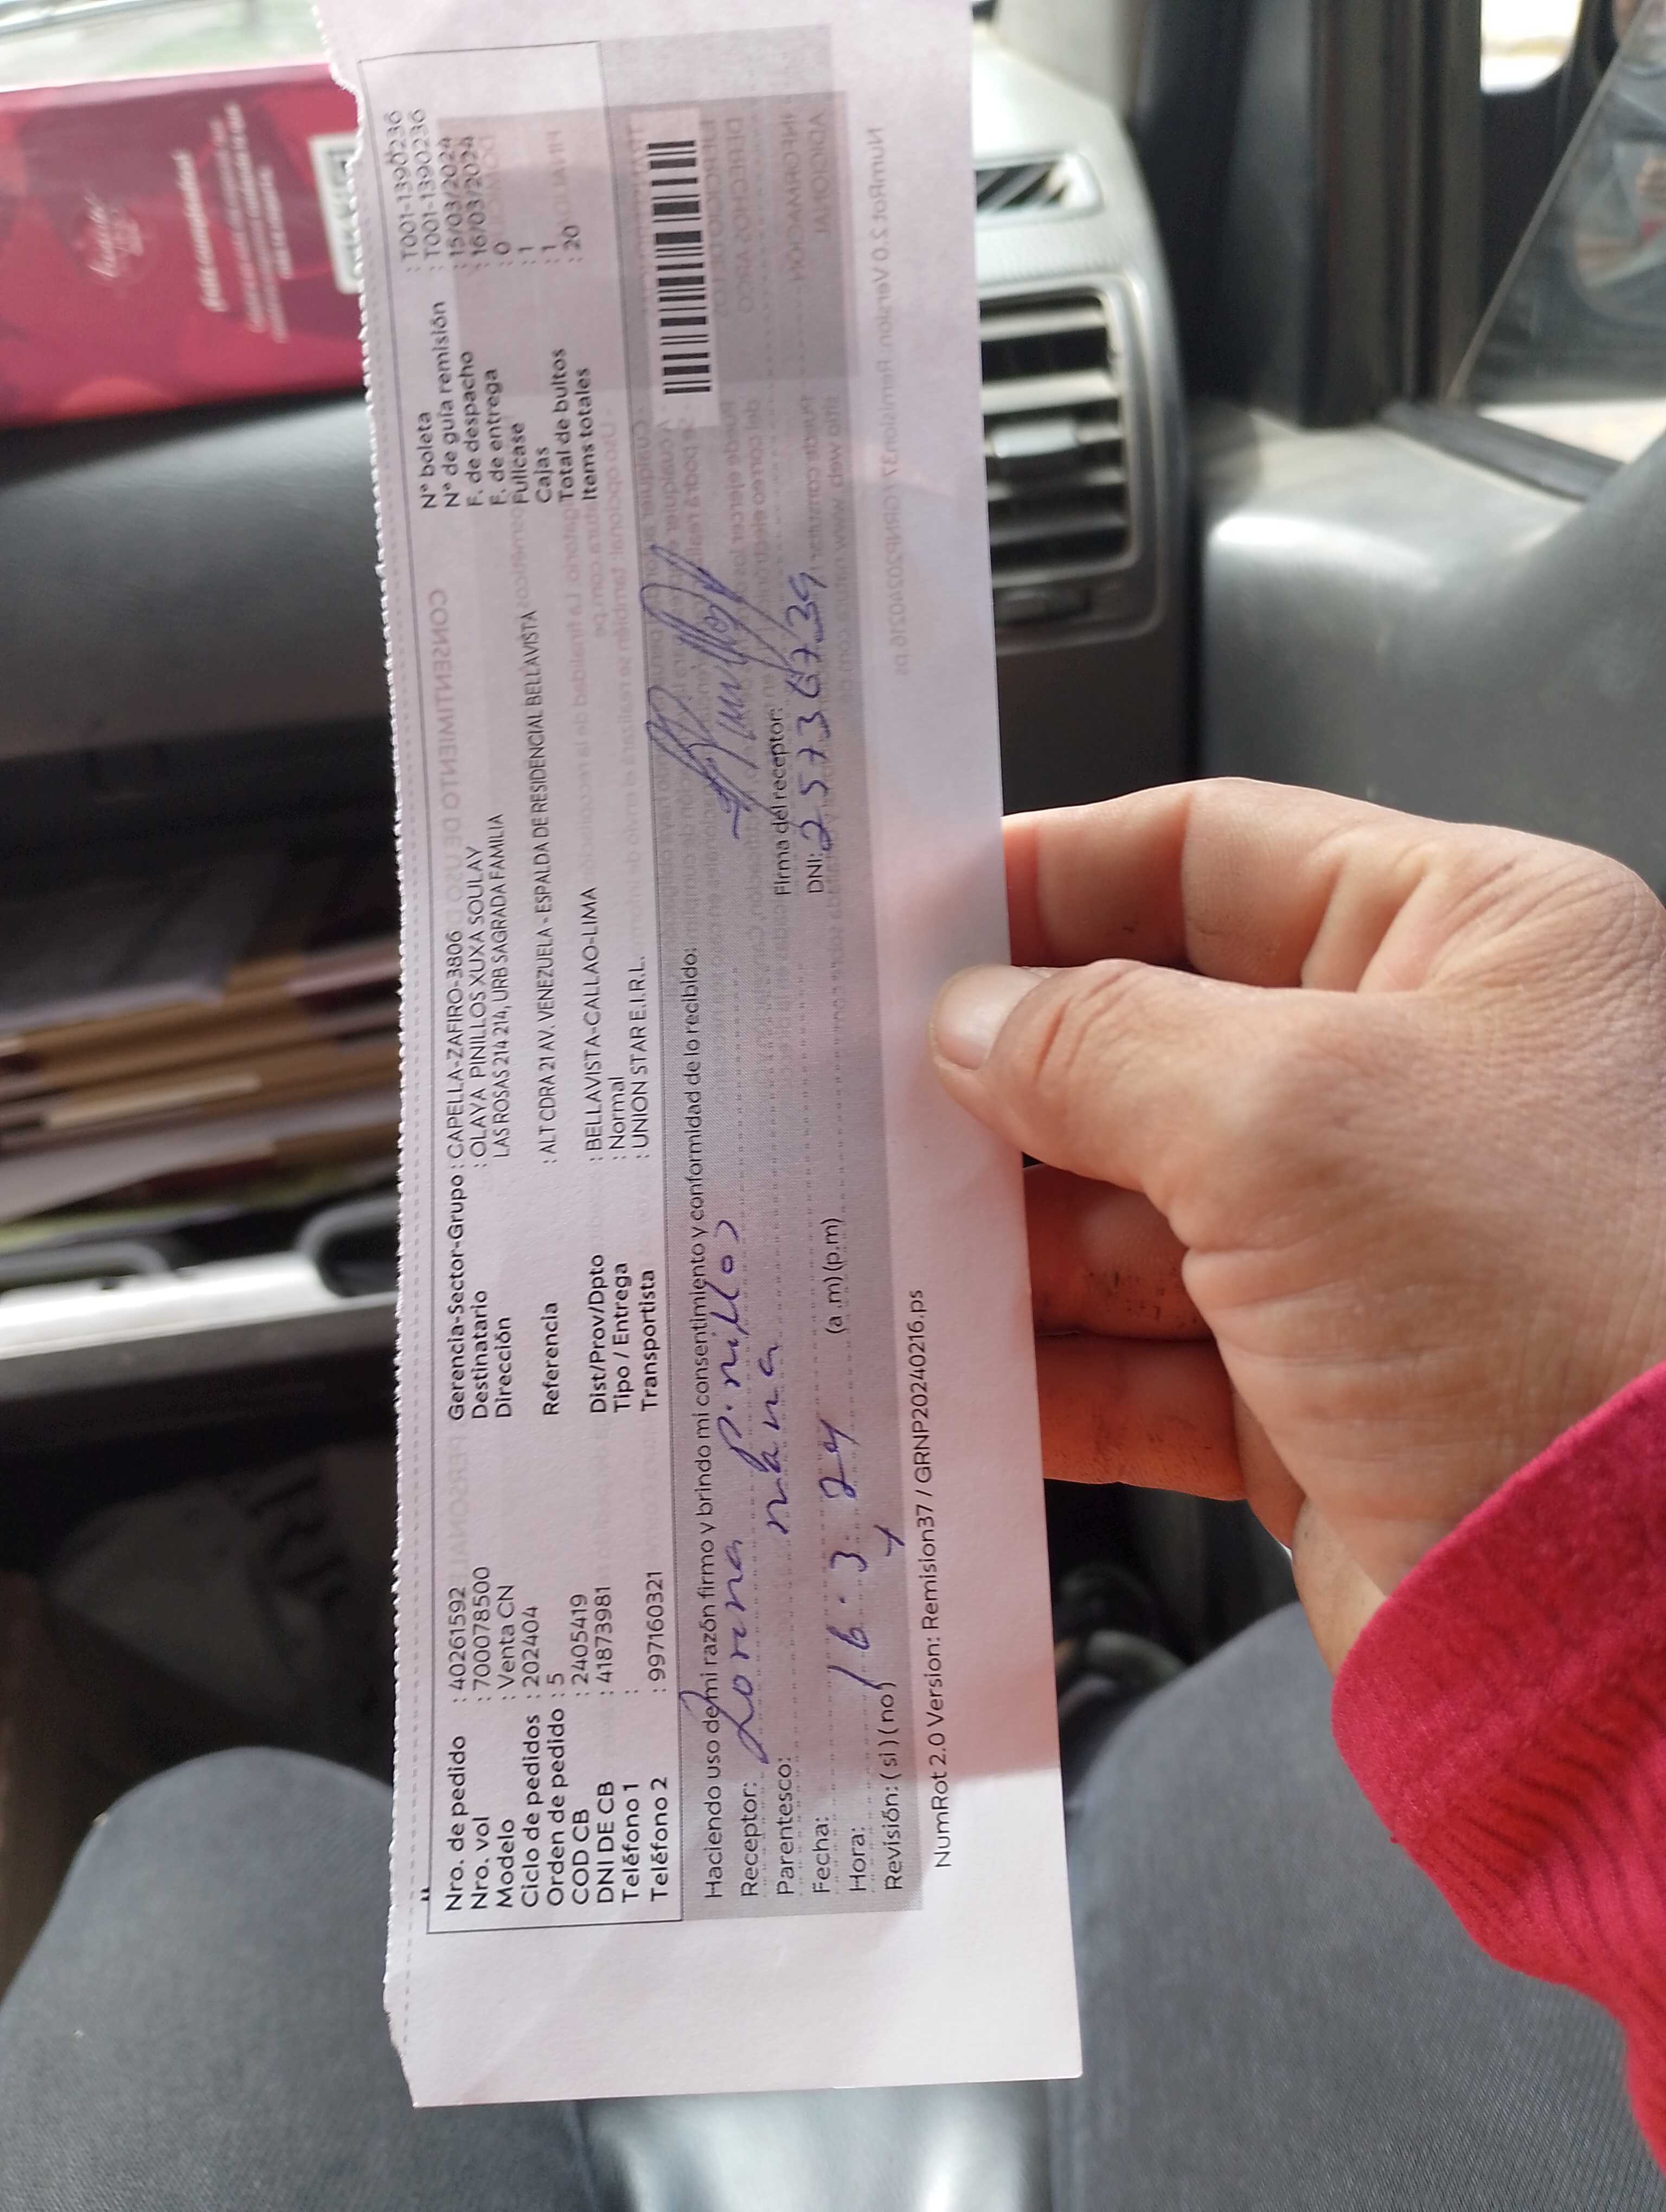 Nro. de pedido : 40261592
Nro. vol : 700078500
Modelo : Venta CN
Ciclo de pedidos : 202404
Orden de pedido : 5
COD CB : 2405419
DNI DE CB : 41873981
Teléfono 1 :
Teléfono 2 : 997160321
Gerencia-Sector-Grupo : CAPELLA-ZAFIRO-3806
Destinatario : OLAYA PINILLOS XUXA SOULAY
Dirección LAS ROSAS 214 214, URB SAGRADA FAMILIA
Referencia : ALT CDRA 21 AV. VENEZUELA - ESPALDA DE RESIDENCIAL BELLAVISTA
Dist/Prov/Dpto : BELLAVISTA-CALLAO-LIMA
Tipo / Entrega : Normal
Transportista : UNION STAR E.I.R.L.
N° boleta : T001-1390236
N° de guía remisión : T001-1390236
F. de despacho : 15/03/2024
F. de entrega : 16/03/2024
Fullcase : 0
Cajas : 1
Total de bultos : 1
Items totales : 20
Haciendo uso de mi razón firmo y brindo mi consentimiento y conformidad de lo recibido:
Receptor: Lorena Pinillos
Parentesco: mana
Fecha: 16 - 3 - 24
Hora: (a.m) (p.m)
Revisión: ( si ) ( no )
Firma del receptor:
DNI: 25736739
NumRot 2.0 Version: Remision37 / GRNP20240216.ps